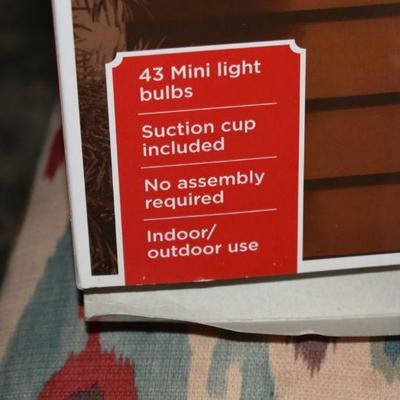 43 Mini light
bulbs
Suction cup
included
No assembly
required
Indoor/
outdoor use